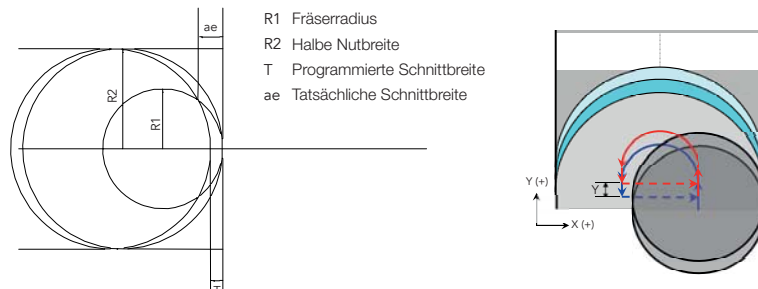 ae
R2
R1
T
R1 Fräserradius
R2 Halbe Nutbreite
T Programmierte Schnittbreite
ae Tatsächliche Schnittbreite
Y (+)
Y
X (+)